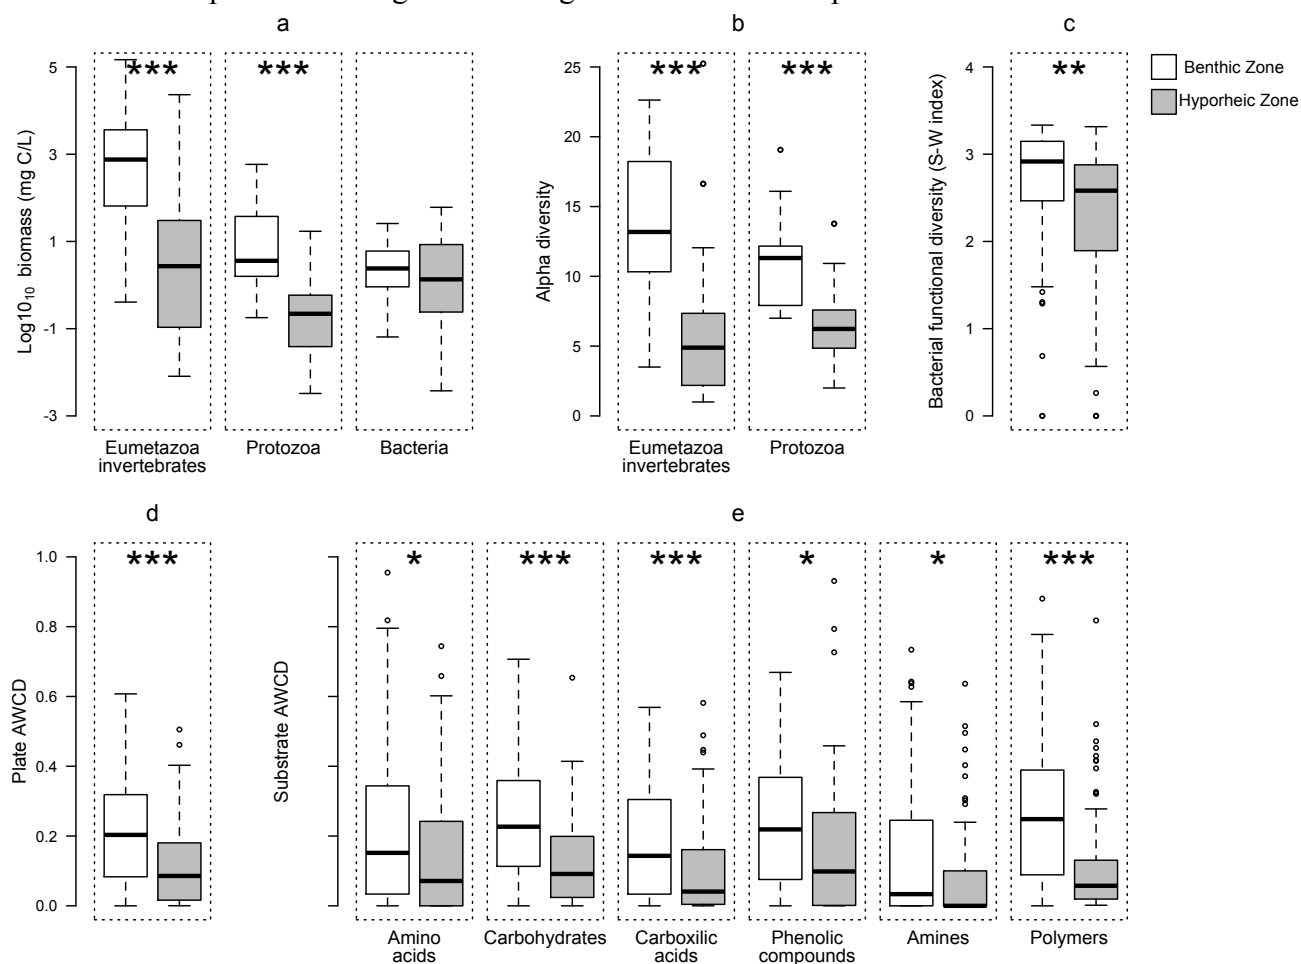 a
b
c
Benthic Zone
Hyporheic Zone
Log10₁₀ biomass (mg C/L)
5
3
1
-1
-3
***
***
Eumetazoa
invertebrates
Protozoa
Bacteria
Alpha diversity
25
20
15
10
5
0
***
***
Eumetazoa
invertebrates
Protozoa
Bacterial functional diversity (S-W index)
4
3
2
1
0
**
d
e
Plate AWCD
1.0
0.8
0.6
0.4
0.2
0.0
***
Substrate AWCD
*
***
***
*
*
***
Amino
acids
Carbohydrates
Carboxilic
acids
Phenolic
compounds
Amines
Polymers